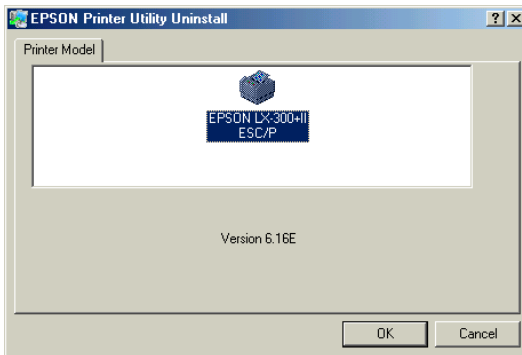 EPSON Printer Utility Uninstall
Printer Model
EPSON LX-300+II
ESC/P
Version 6.16E
OK
Cancel